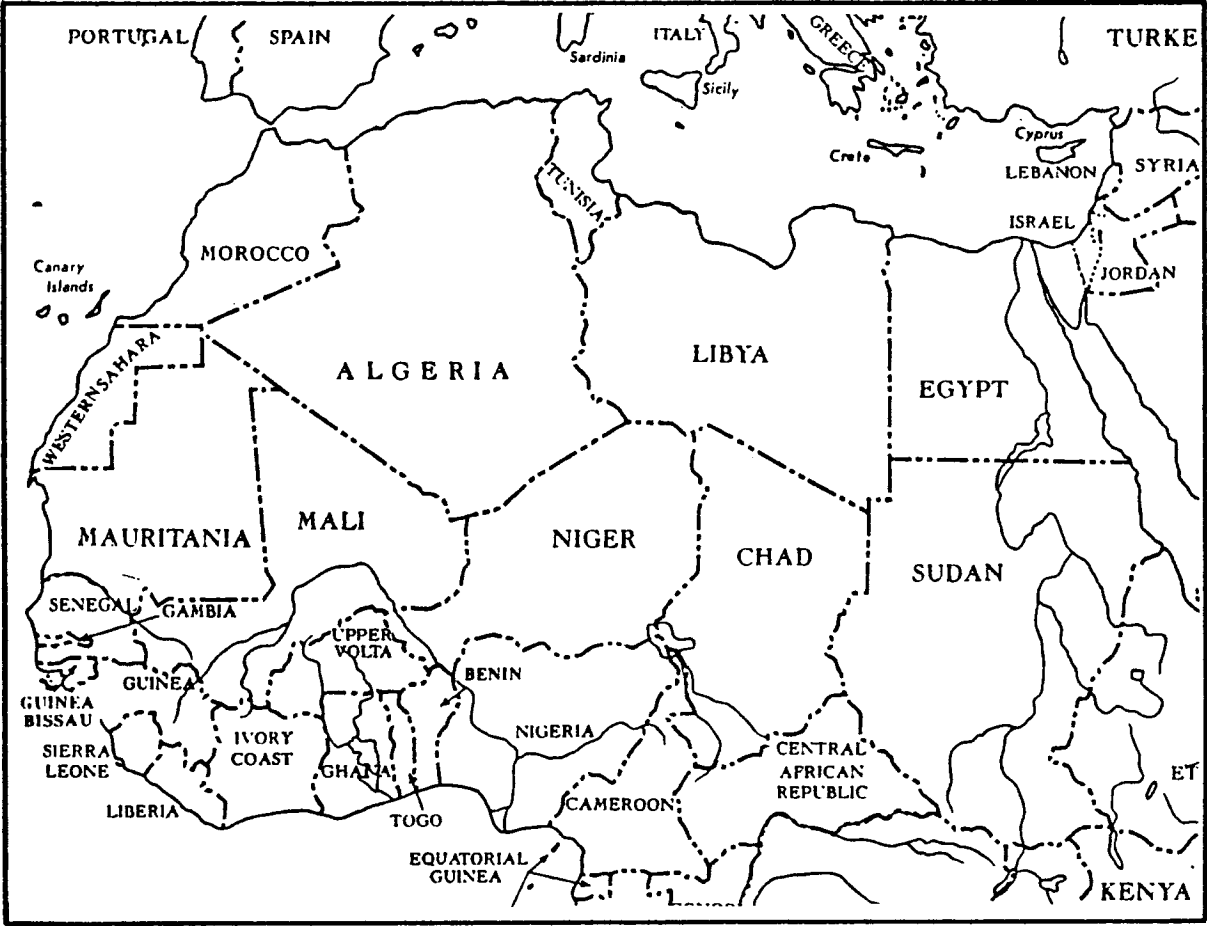 PORTUGAL
SPAIN
Sardinia
ITALY
Sicily
GREECE
TURKE
Crete
Cyprus
LEBANON
SYRIA
ISRAEL
JORDAN
TUNISIA
MOROCCO
Canary
Islands
WESTERNSAHARA
ALGERIA
LIBYA
EGYPT
MAURITANIA
MALI
NIGER
CHAD
SUDAN
SENEGAL
GAMBIA
UPPER
VOLTA
BENIN
GUINEA
GUINEA
BISSAU
NIGERIA
SIERRA
LEONE
IVORY
COAST
GHANA
CENTRAL
AFRICAN
REPUBLIC
ET
LIBERIA
TOGO
CAMEROON
EQUATORIAL
GUINEA
KENYA